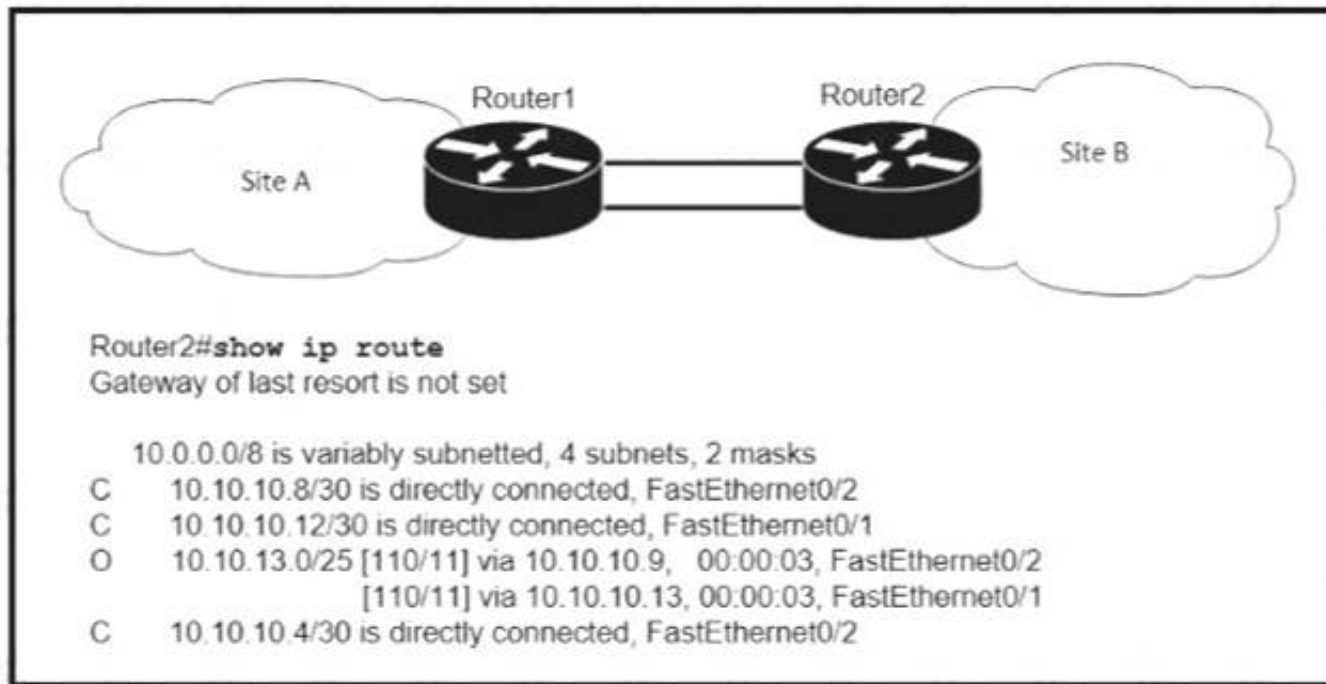 Router1
Router2
Site A
Site B
Router2#show ip route
Gateway of last resort is not set
10.0.0.0/8 is variably subnetted, 4 subnets, 2 masks
C 10.10.10.8/30 is directly connected, FastEthernet0/2
C 10.10.10.12/30 is directly connected, FastEthernet0/1
O 10.10.13.0/25 [110/11] via 10.10.10.9, 00:00:03, FastEthernet0/2
[110/11] via 10.10.10.13, 00:00:03, FastEthernet0/1
C 10.10.10.4/30 is directly connected, FastEthernet0/2